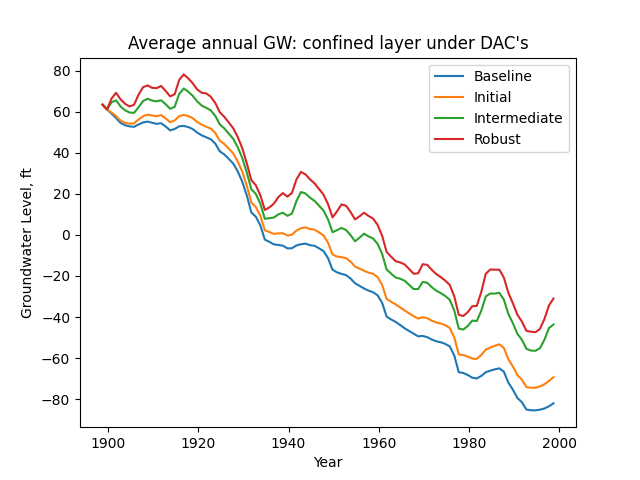 Average annual GW: confined layer under DAC's
Baseline
Initial
Intermediate
Robust
Groundwater Level, ft
80
60
40
20
0
−20
−40
−60
−80
1900 1920 1940 1960 1980 2000
Year